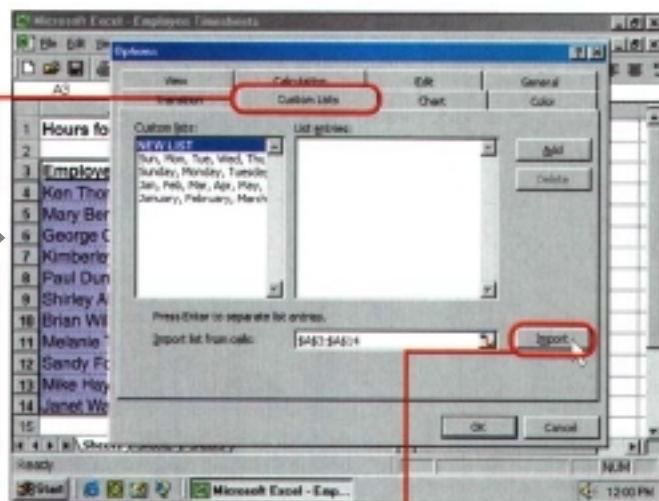 Microsoft Excel - Employee Timesheets
File Edit
Options
View Calculation Edit General
Transition Custom Lists Chart Color
A3
Custom lists: List entries:
NEW LIST
Sun, Mon, Tue, Wed, Thu,
Sunday, Monday, Tuesday
Jan, Feb, Mar, Apr, May,
January, February, March
Add
Delete
1 Hours fo
2
3 Employe
4 Ken Thor
5 Mary Ber
6 George C
7 Kimberle
8 Paul Dun
9 Shirley A
10 Brian Wil
11 Melanie T
12 Sandy Fo
13 Mike Hay
14 Janet Wa
15
Press Enter to separate list entries.
Import list from cells: $A$3:$A$14 Import
OK Cancel
Ready NUM
Start Microsoft Excel - Emp... 12:00 PM